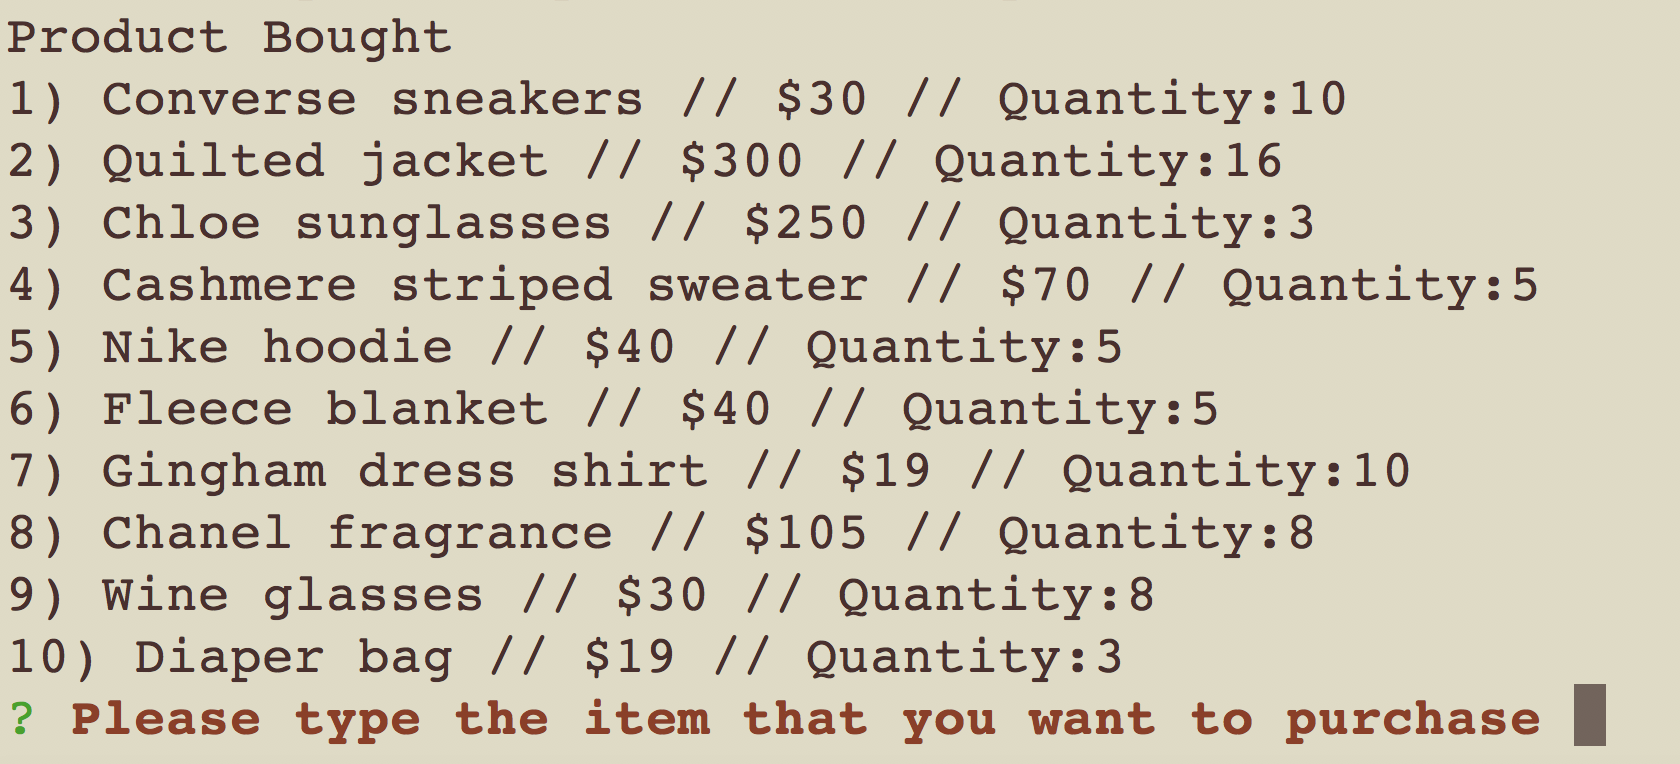 Product Bought
1) Converse sneakers // $30 // Quantity:10
2) Quilted jacket // $300 // Quantity:16
3) Chloe sunglasses // $250 // Quantity:3
4) Cashmere striped sweater // $70 // Quantity:5
5) Nike hoodie // $40 // Quantity:5
6) Fleece blanket // $40 // Quantity:5
7) Gingham dress shirt // $19 // Quantity:10
8) Chanel fragrance // $105 // Quantity:8
9) Wine glasses // $30 // Quantity:8
10) Diaper bag // $19 // Quantity:3
? Please type the item that you want to purchase